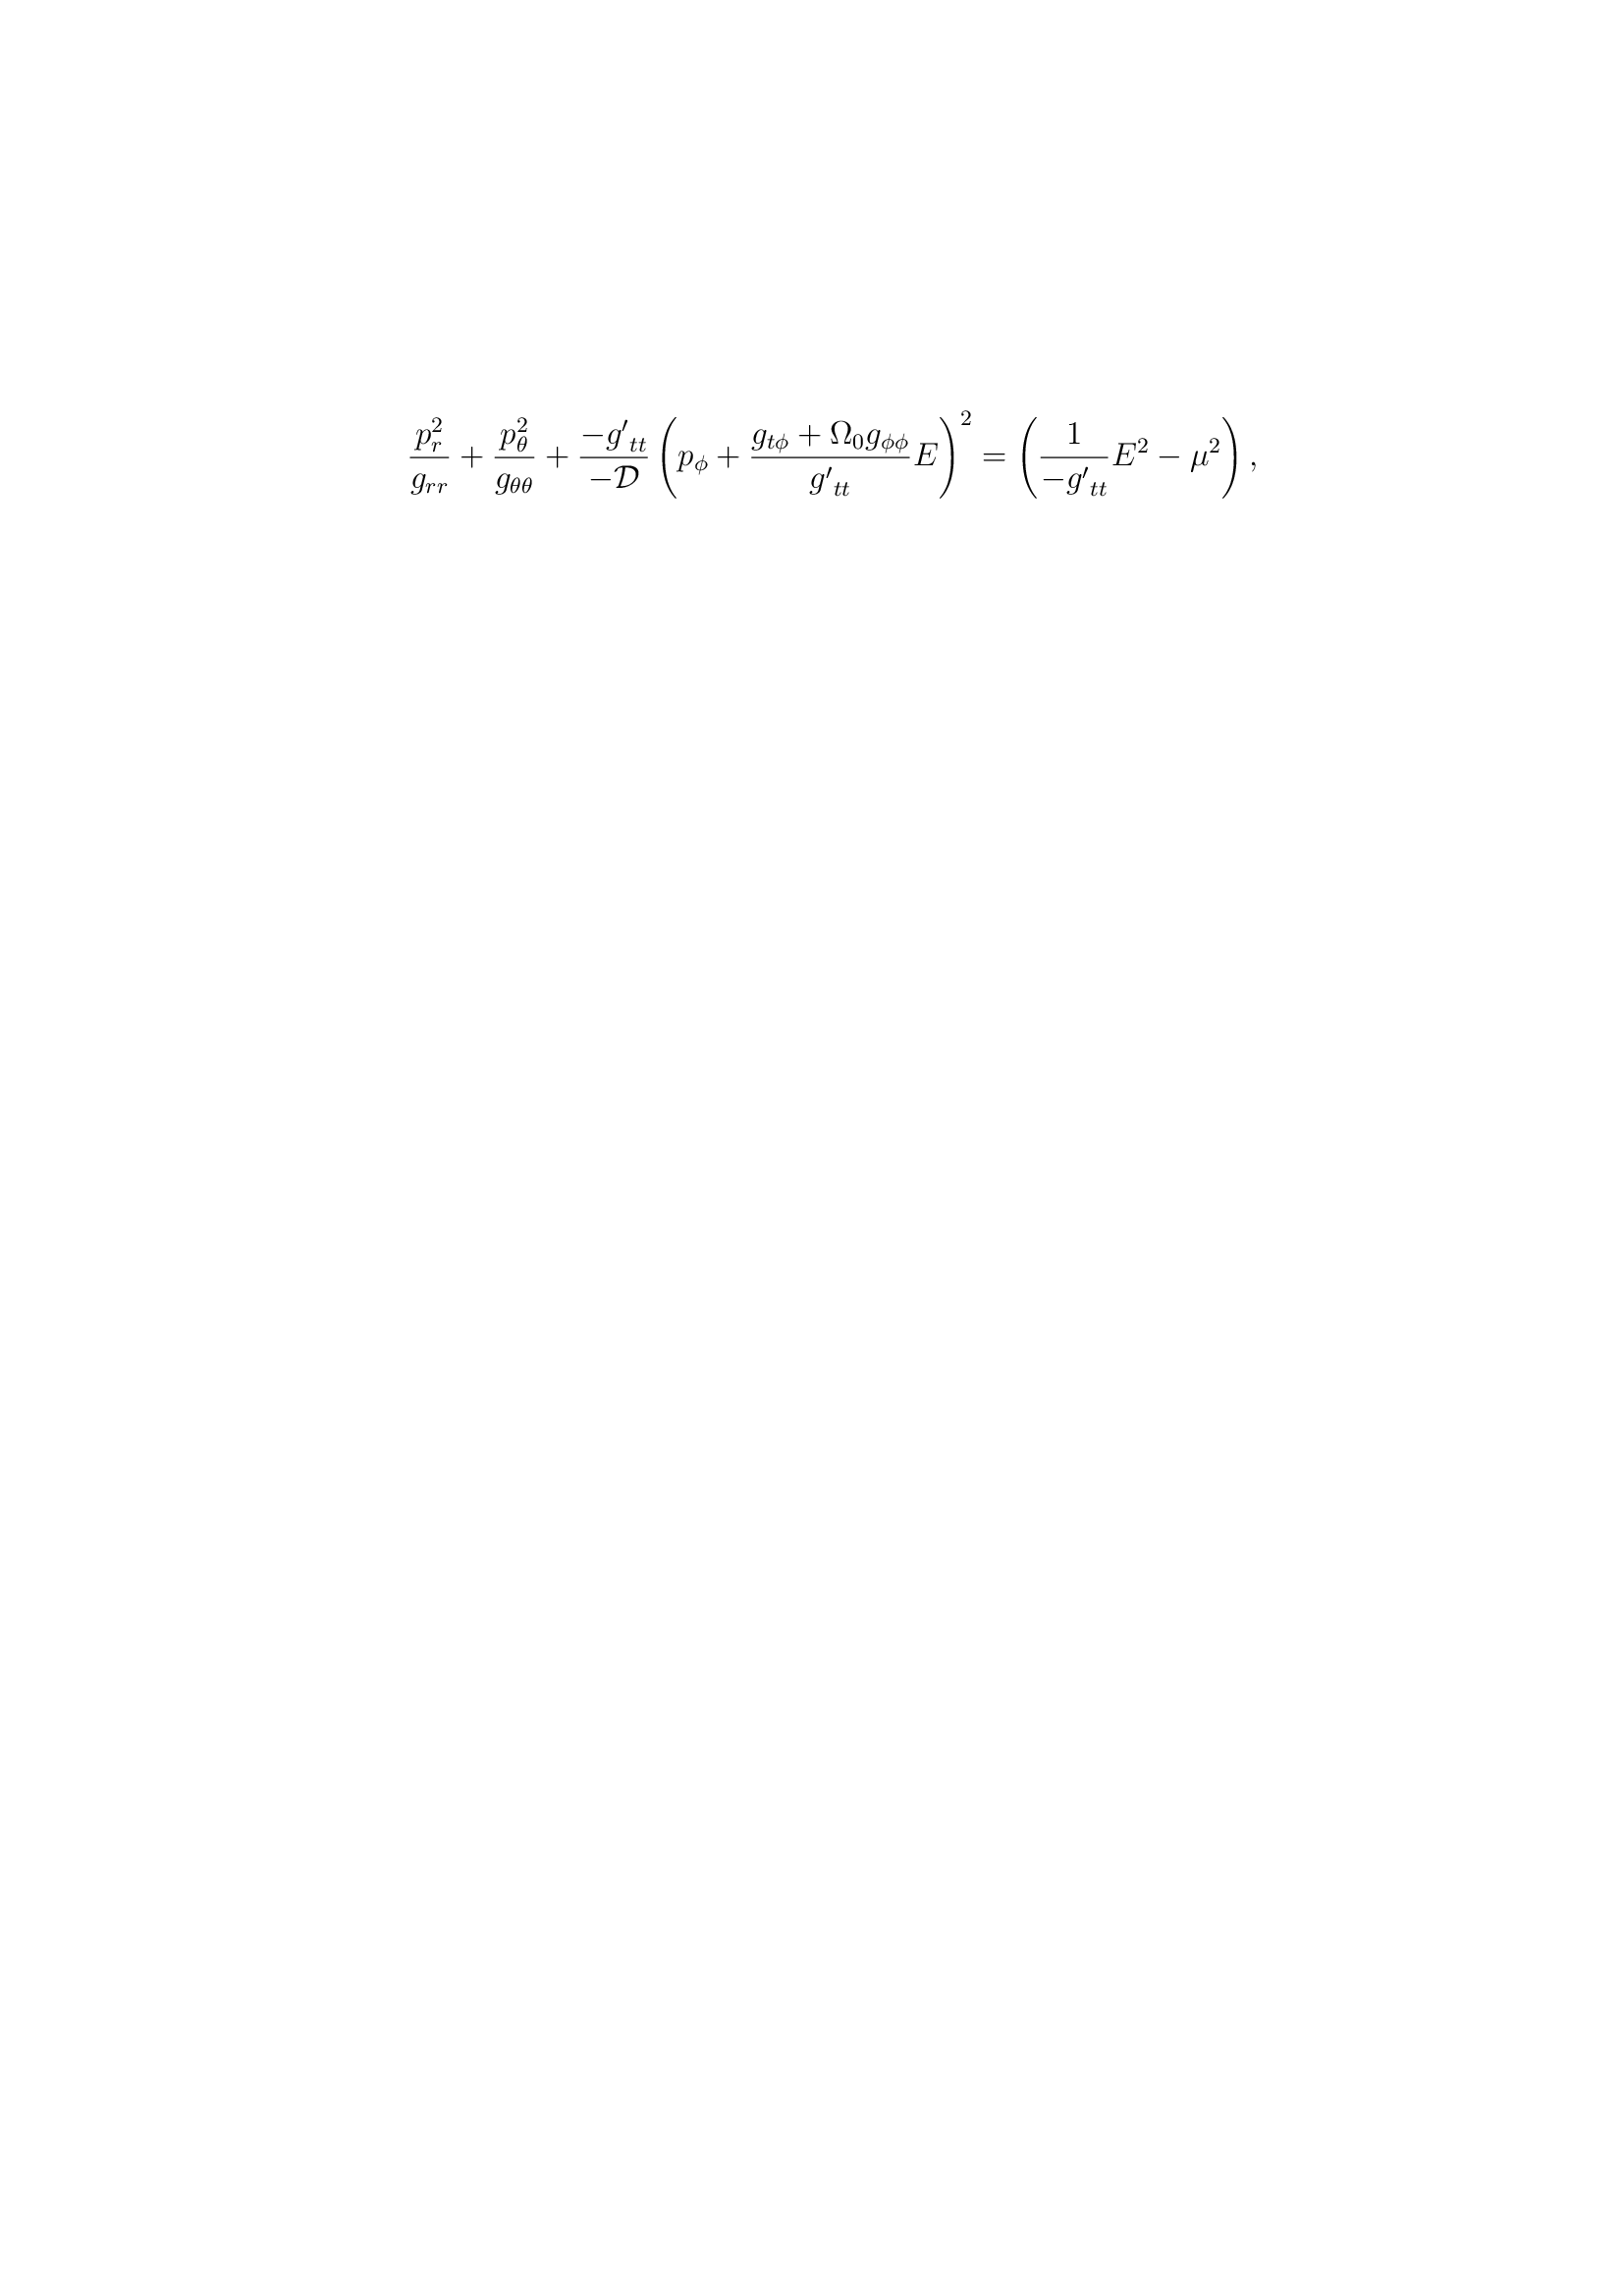 \frac{p_r^2}{g_{rr}} + \frac{p_\theta^2}{g_{\theta\theta}} + \frac{-{g'}_{tt}}{-\mathcal{D}} \left( p_\phi + \frac{g_{t\phi} + \Omega_0 g_{\phi\phi}}{{g'}_{tt}} E \right)^2 = \left( \frac{1}{-{g'}_{tt}} E^2 - \mu^2 \right),